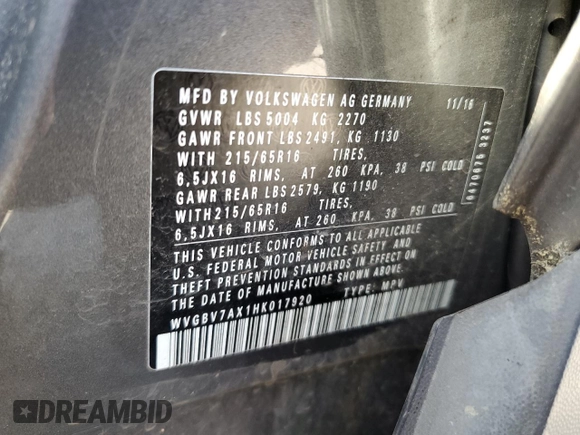 MFD BY VOLKSWAGEN AG GERMANY 11/16
GVWR LBS 5004 KG 2270
GAWR FRONT LBS 2491, KG 1130
WITH 215/65R16 TIRES,
6,5JX16 RIMS, AT 260 KPA, 38 PSI COLD
GAWR REAR LBS 2579, KG 1190
WITH 215/65R16 TIRES,
6,5JX16 RIMS, AT 260 KPA, 38 PSI COLD
THIS VEHICLE CONFORMS TO ALL APPLICABLE
U.S. FEDERAL MOTOR VEHICLE SAFETY AND
THEFT PREVENTION STANDARDS IN EFFECT ON
THE DATE OF MANUFACTURE SHOWN ABOVE.
WVGBV7AX1HK017920 TYPE: MPV
0470076 3237
DREAMBID